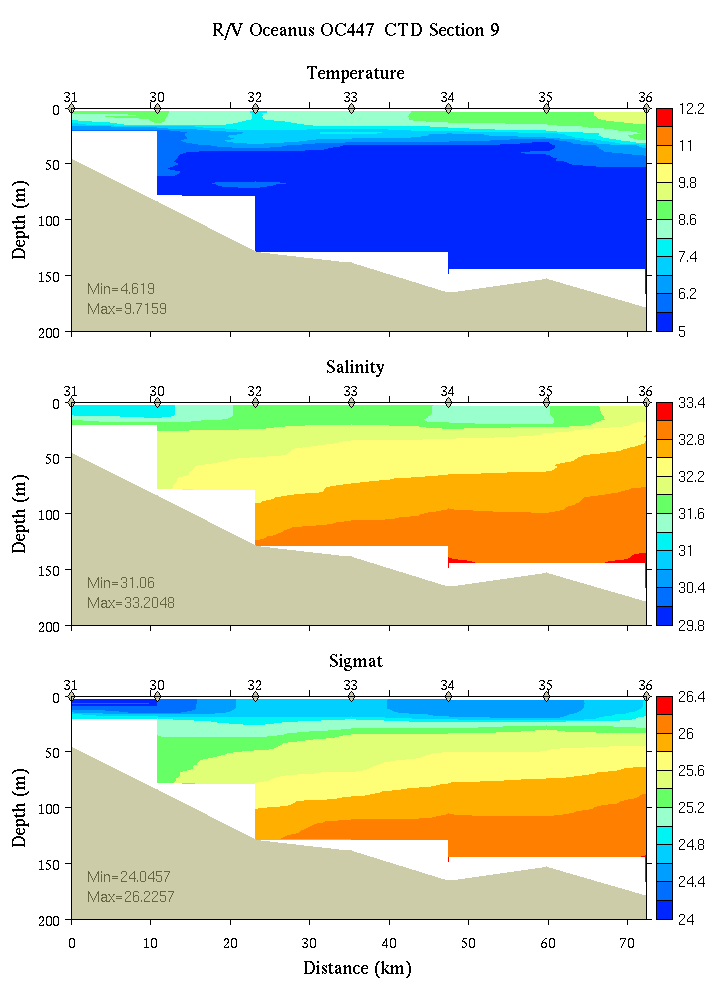 R/V Oceanus OC447 CTD Section 9
Temperature
31 30 32 33 34 35 36
0
50
100
150
200
Depth (m)
Min=4.619
Max=9.7159
12.2
11
9.8
8.6
7.4
6.2
5
Salinity
31 30 32 33 34 35 36
0
50
100
150
200
Depth (m)
Min=31.06
Max=33.2048
33.4
32.8
32.2
31.6
31
30.4
29.8
Sigmat
31 30 32 33 34 35 36
0
50
100
150
200
Depth (m)
Min=24.0457
Max=26.2257
26.4
26
25.6
25.2
24.8
24.4
24
0 10 20 30 40 50 60 70
Distance (km)